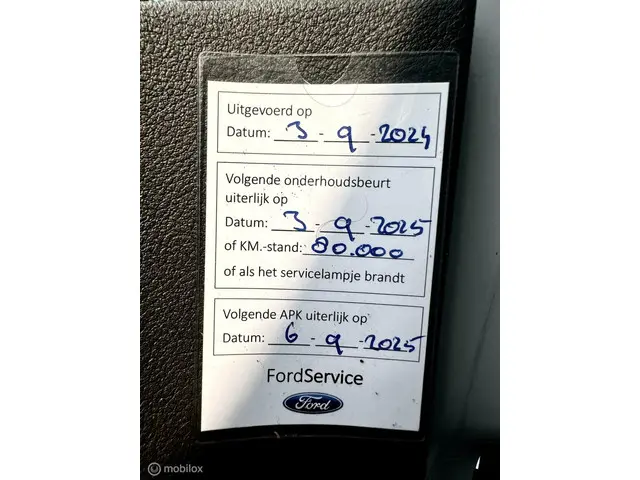 Uitgevoerd op
Datum: 3 - 9 - 2024
Volgende onderhoudsbeurt
uiterlijk op
Datum: 3 - 9 - 2025
of KM.-stand: 80.000
of als het servicelampje brandt
Volgende APK uiterlijk op
Datum: 6 - 9 - 2025
FordService
Ford
mobilox